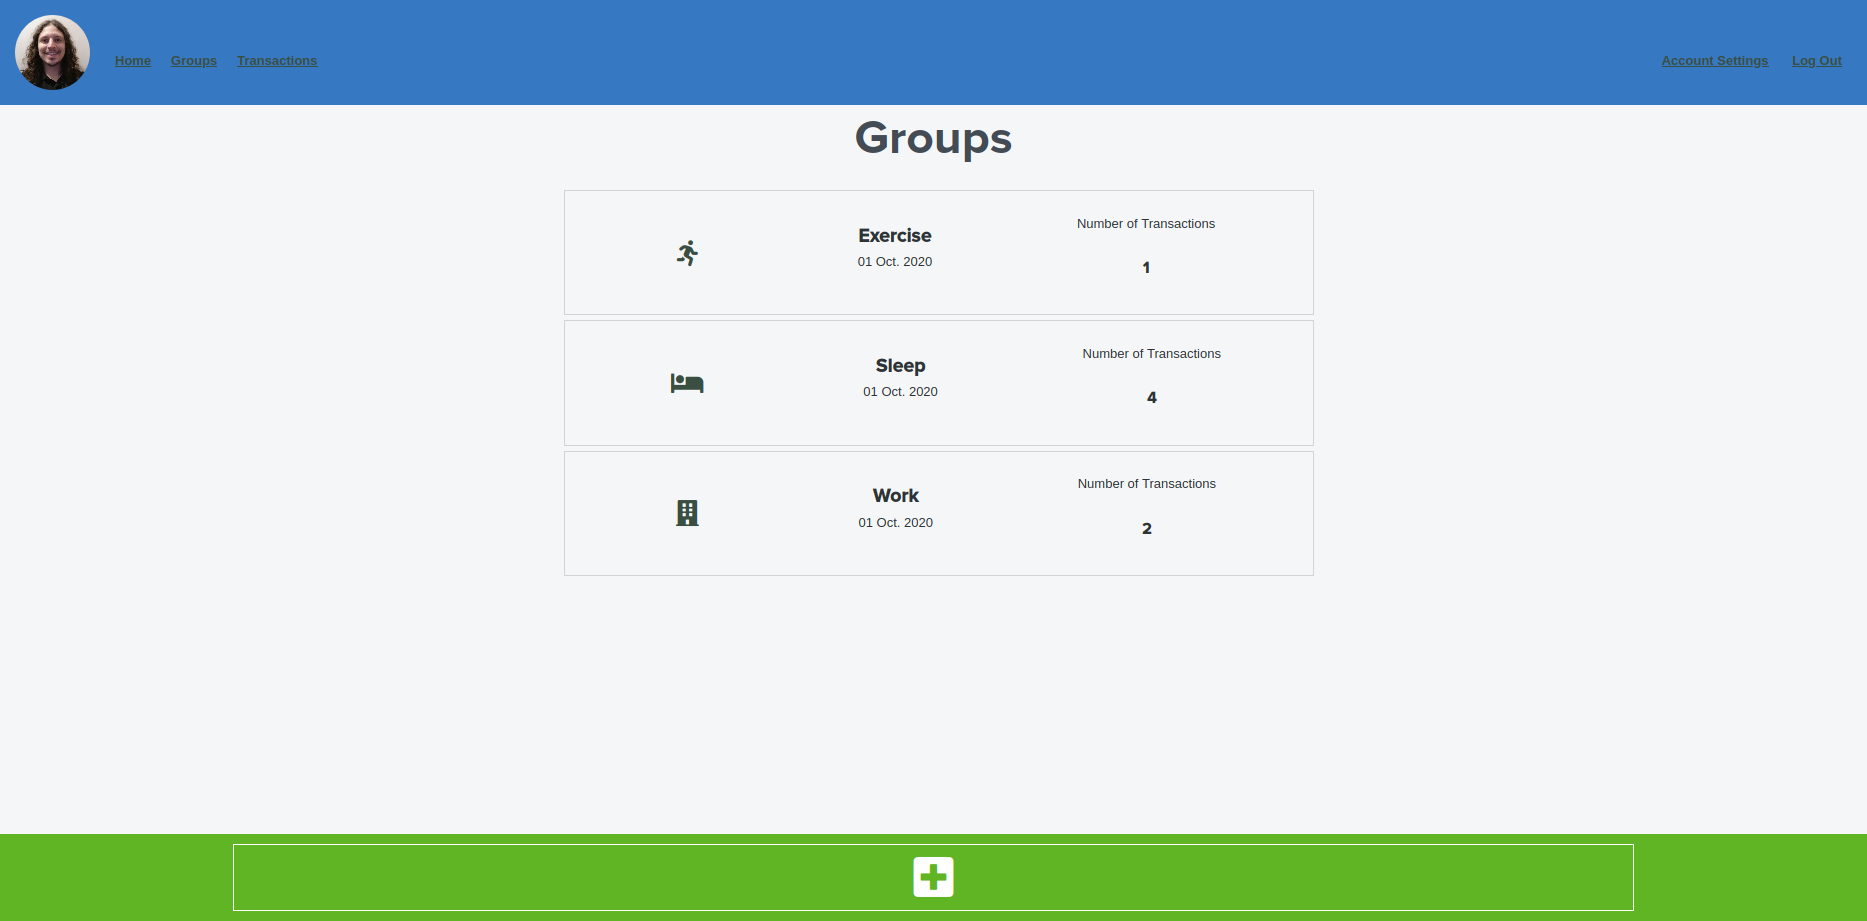 Home Groups Transactions Account Settings Log Out
Groups
Exercise
01 Oct. 2020
Number of Transactions
1
Sleep
01 Oct. 2020
Number of Transactions
4
Work
01 Oct. 2020
Number of Transactions
2